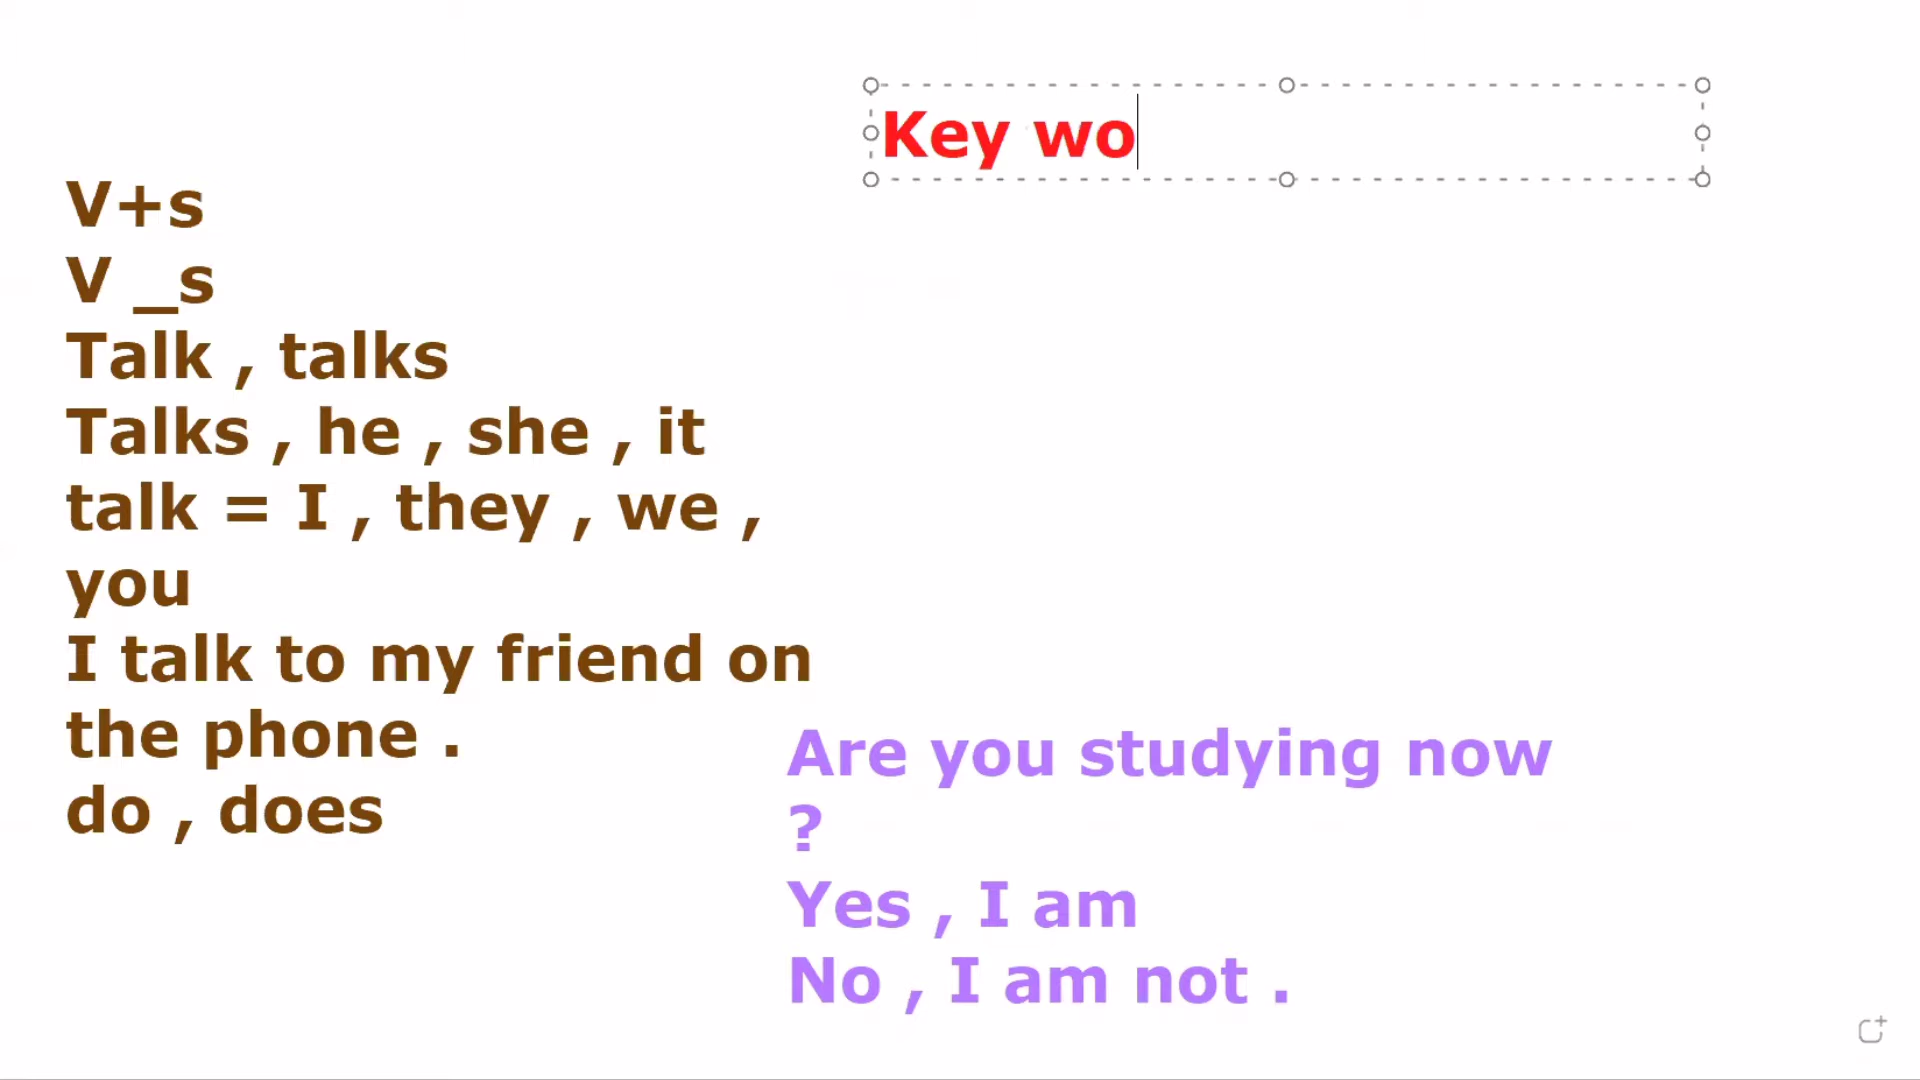 Key wo
V+s
V _s
Talk , talks
Talks , he , she , it
talk = I , they , we ,
you
I talk to my friend on
the phone .
do , does
Are you studying now
?
Yes , I am
No , I am not .